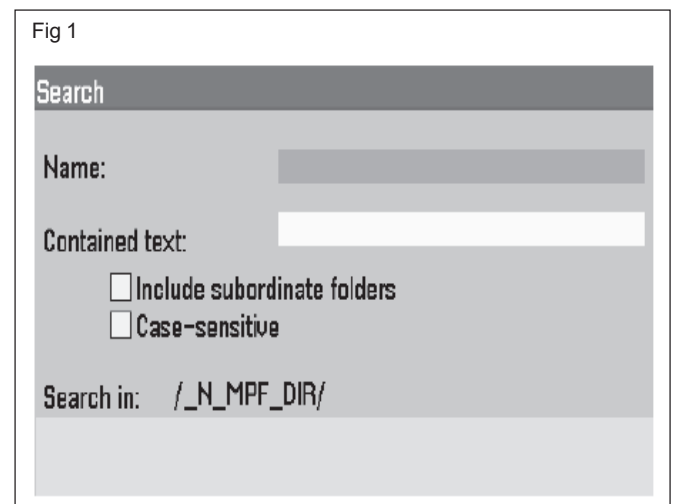 Fig 1
Search
Name:
Contained text:
Include subordinate folders
Case-sensitive
Search in: /_N_MPF_DIR/